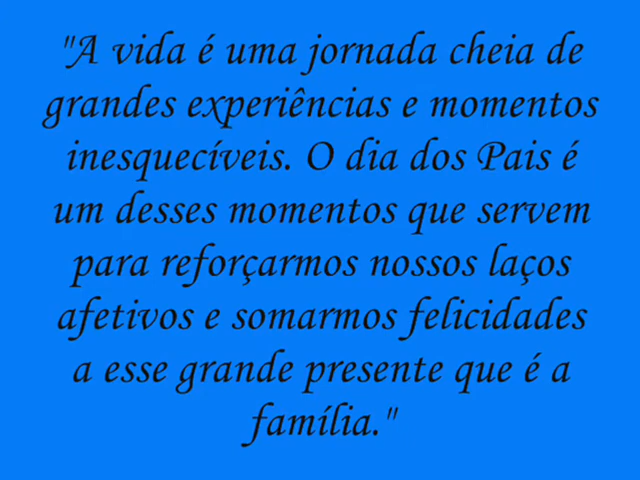 "A vida é uma jornada cheia de
grandes experiências e momentos
inesquecíveis. O dia dos Pais é
um desses momentos que servem
para reforçarmos nossos laços
afetivos e somarmos felicidades
a esse grande presente que é a
família."